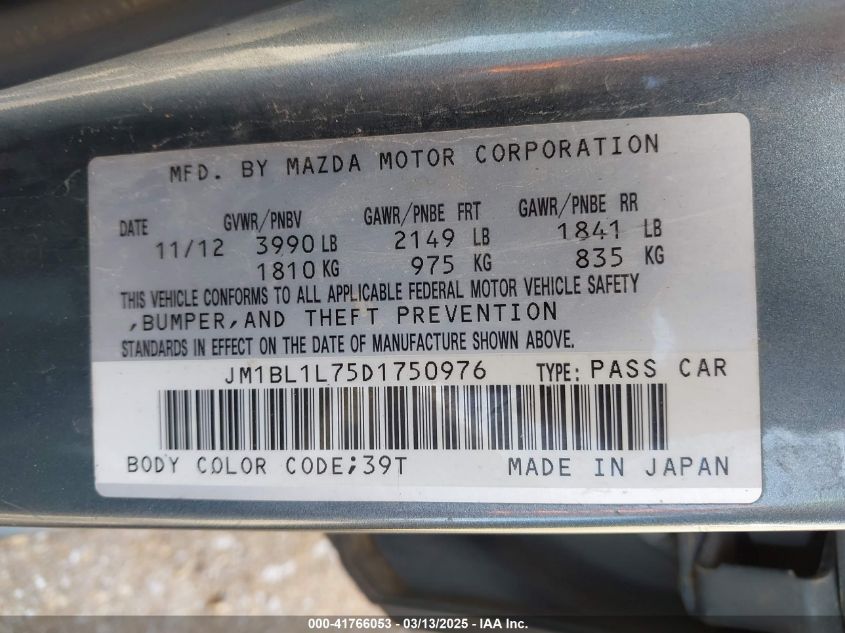 MFD. BY MAZDA MOTOR CORPORATION
DATE GVWR/PNBV GAWR/PNBE FRT GAWR/PNBE RR
11/12 3990 LB 2149 LB 1841 LB
1810 KG 975 KG 835 KG
THIS VEHICLE CONFORMS TO ALL APPLICABLE FEDERAL MOTOR VEHICLE SAFETY
,BUMPER,AND THEFT PREVENTION
STANDARDS IN EFFECT ON THE DATE OF MANUFACTURE SHOWN ABOVE.
JM1BL1L75D1750976 TYPE: PASS CAR
BODY COLOR CODE;39T MADE IN JAPAN
000-41766053 — 03/13/2025 — IAA Inc.